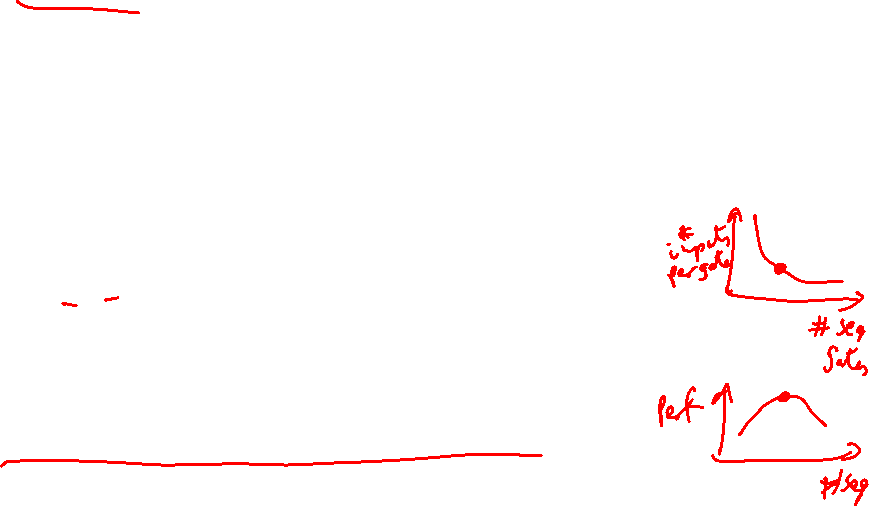 # inputs
per gate
# seq
Gates
Perf
# seq